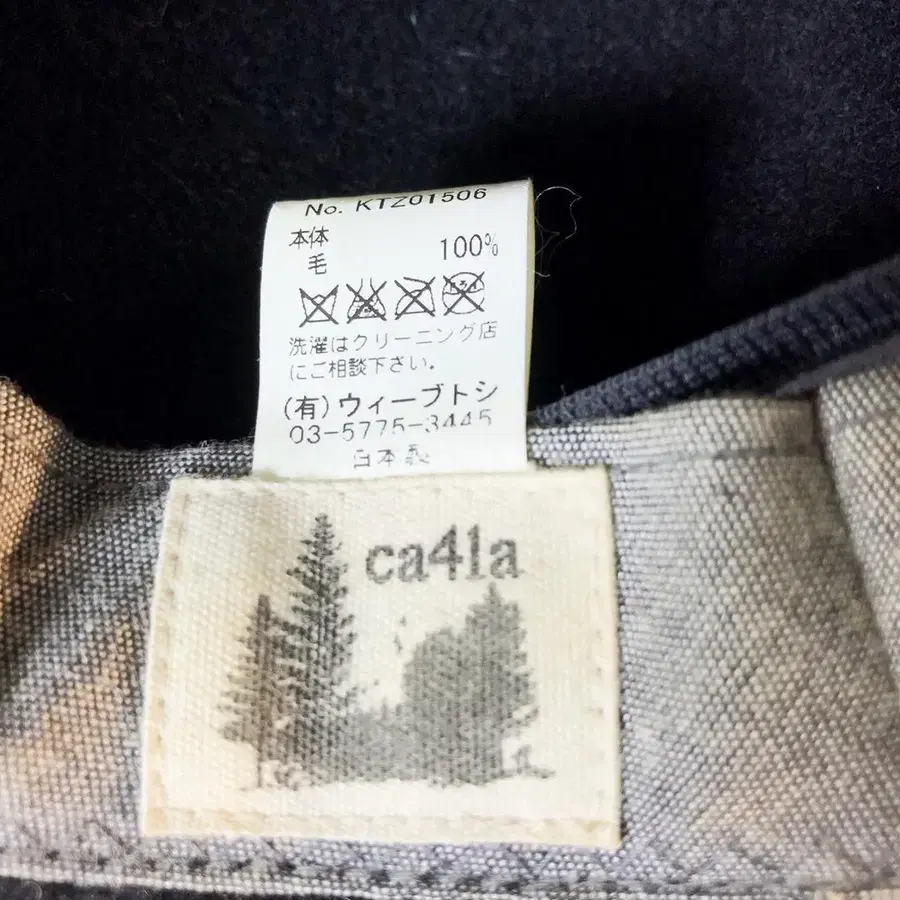 No. KTZ01506
本体
毛 100%
洗濯はクリーニング店
にご相談下さい。
(有)ウィーブトシ
03-5775-3445
日本製
ca41a